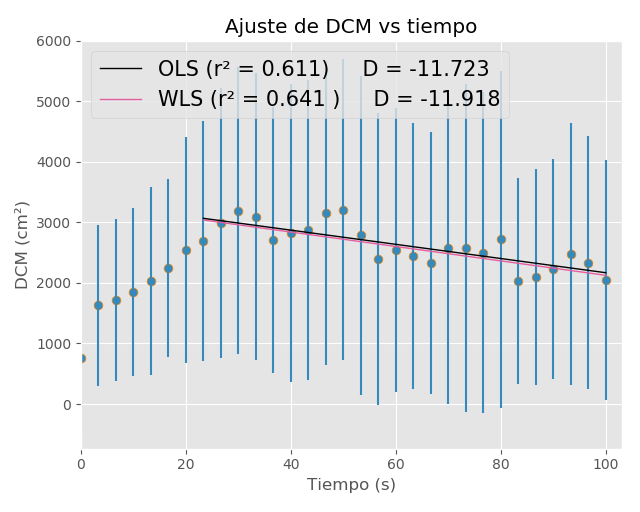 Ajuste de DCM vs tiempo
OLS (r² = 0.611) D = -11.723
WLS (r² = 0.641 ) D = -11.918
DCM (cm²)
6000
5000
4000
3000
2000
1000
0
0 20 40 60 80 100
Tiempo (s)